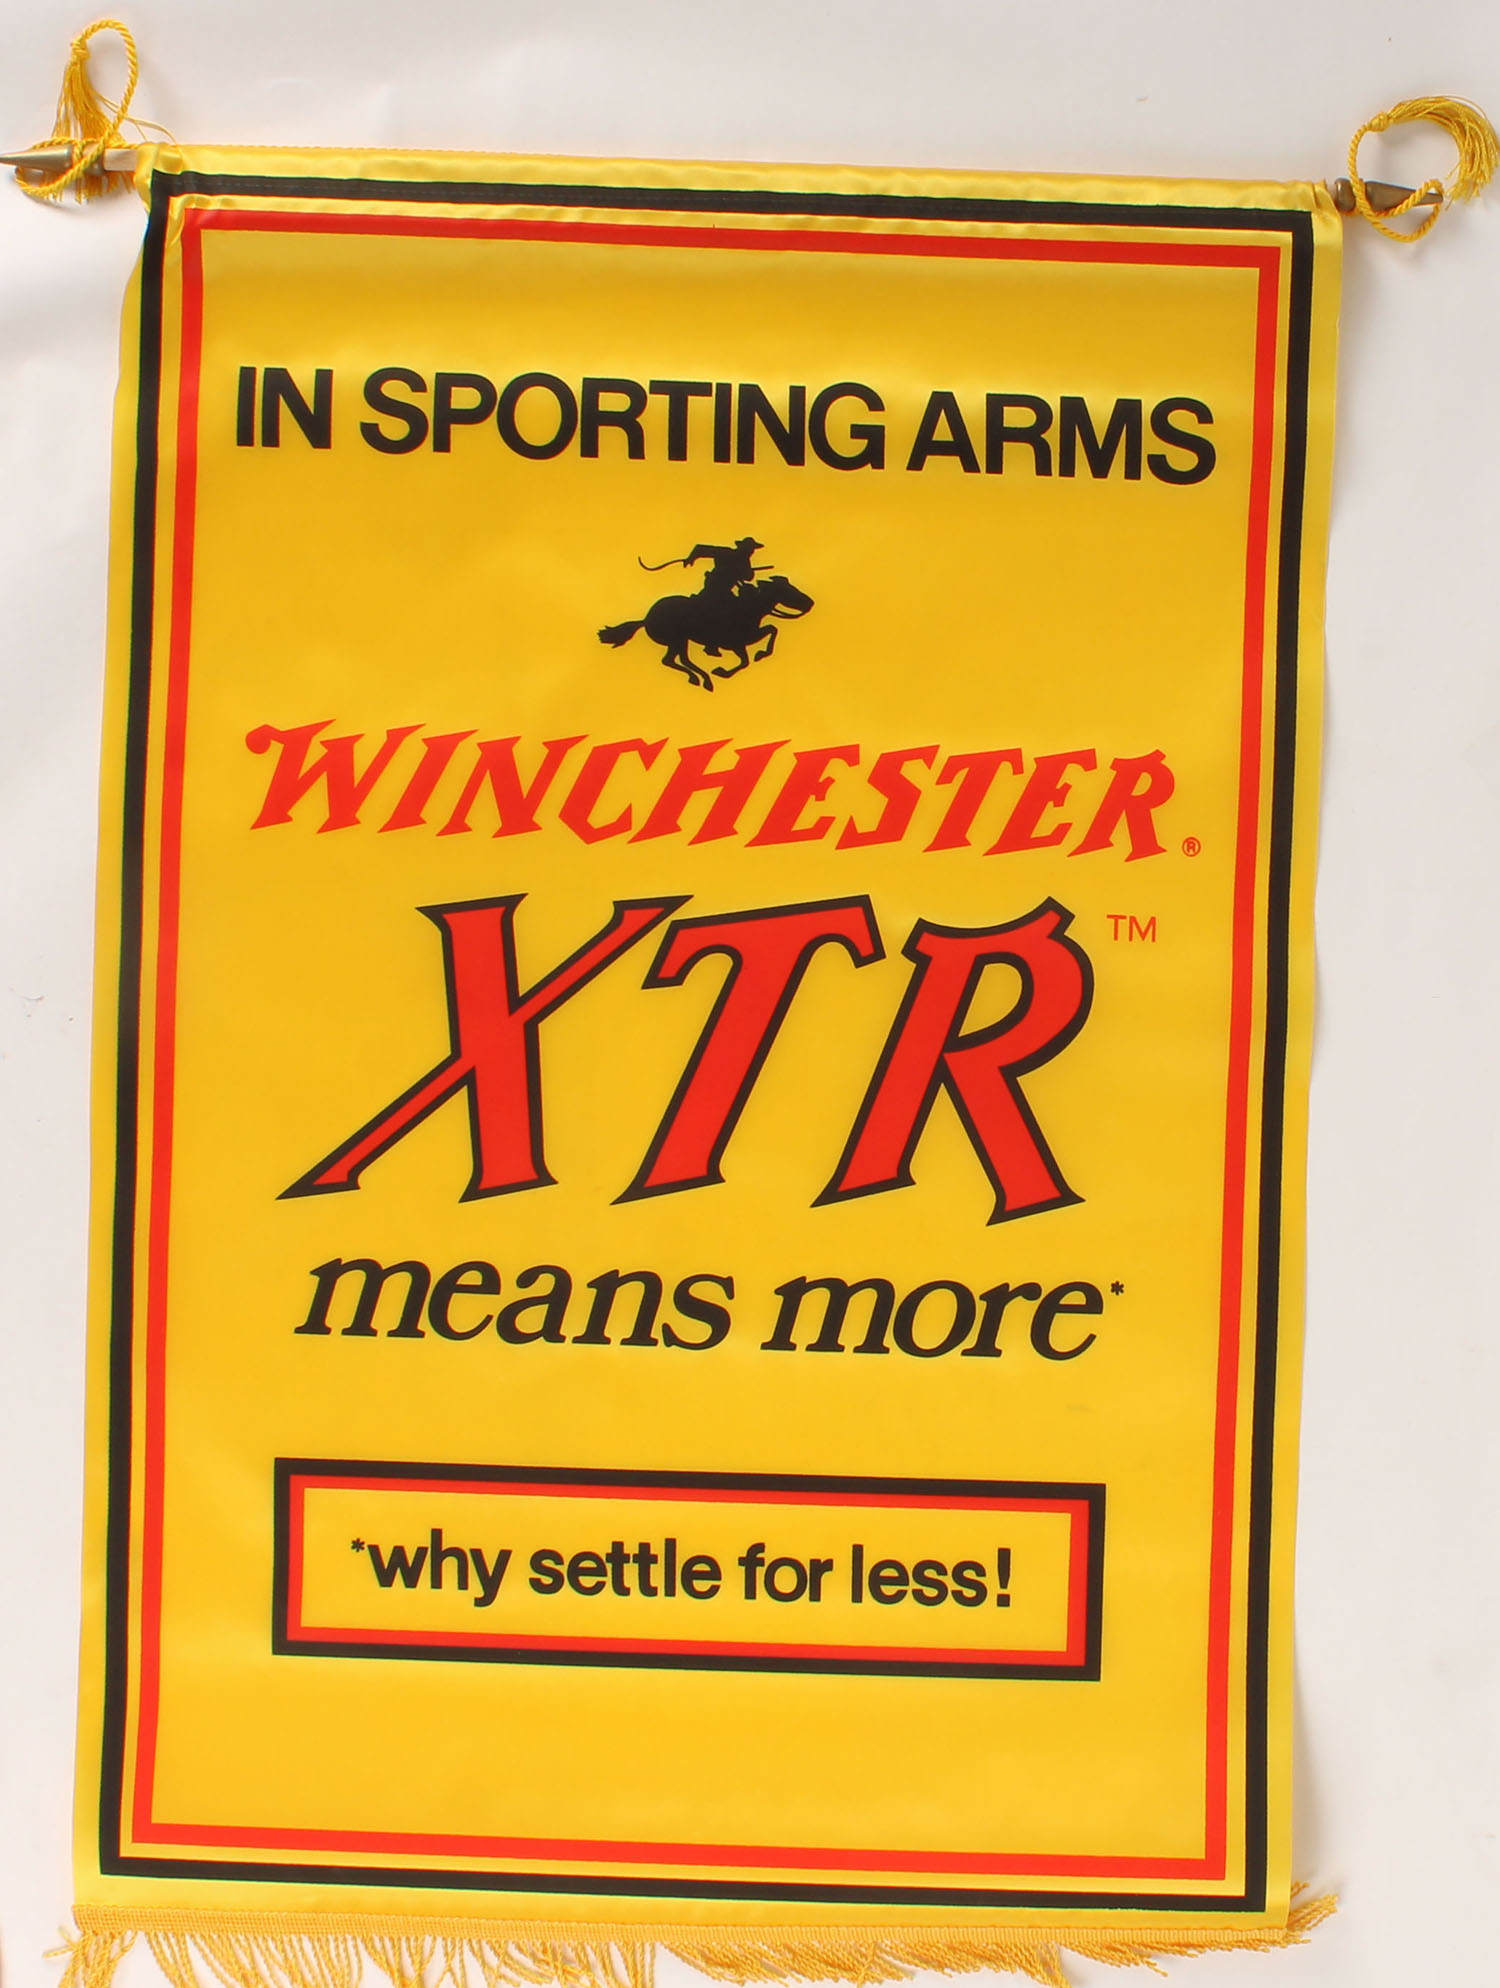 IN SPORTING ARMS
WINCHESTER®
XTR™
means more*
*why settle for less!